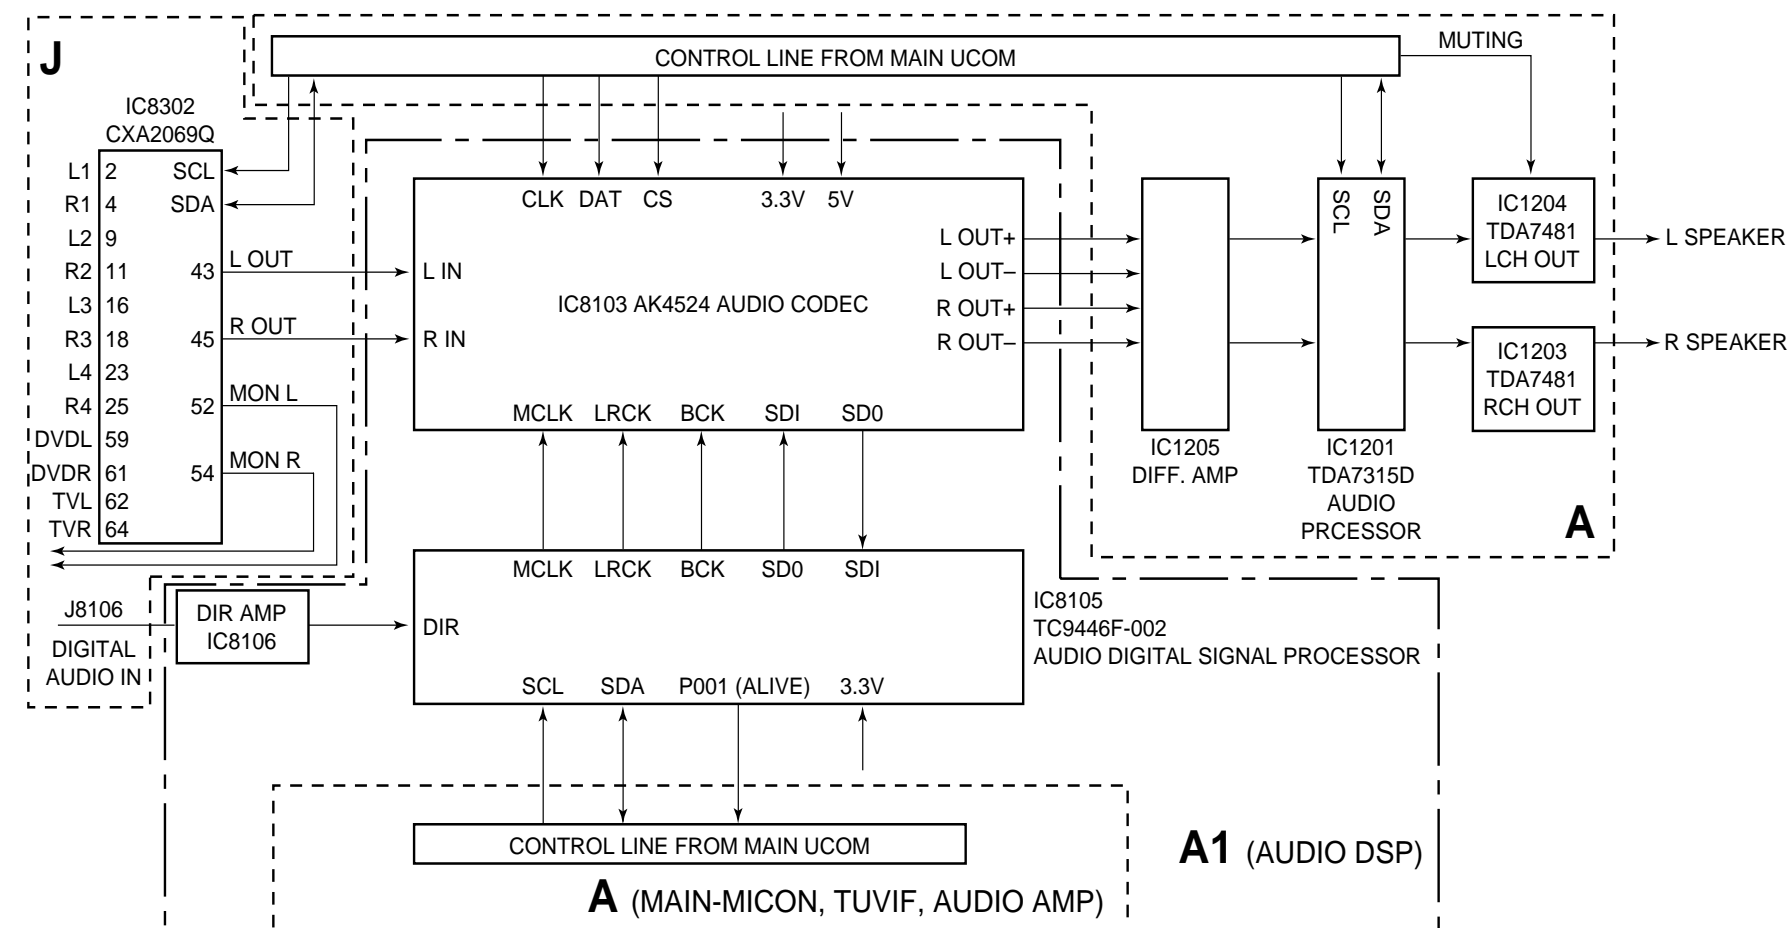 J
CONTROL LINE FROM MAIN UCOM
MUTING
IC8302
CXA2069Q
L1 2 SCL
R1 4 SDA
L2 9
R2 11 43 L OUT
L3 16
R3 18 45 R OUT
L4 23
R4 25 52 MON L
DVDL 59
DVDR 61 54 MON R
TVL 62
TVR 64
CLK DAT CS 3.3V 5V
L IN
R IN
IC8103 AK4524 AUDIO CODEC
L OUT+
L OUT–
R OUT+
R OUT–
MCLK LRCK BCK SDI SD0
IC1205
DIFF. AMP
SCL
SDA
IC1201
TDA7315D
AUDIO
PRCESSOR
IC1204
TDA7481
LCH OUT
L SPEAKER
IC1203
TDA7481
RCH OUT
R SPEAKER
A
MCLK LRCK BCK SD0 SDI
J8106
DIGITAL
AUDIO IN
DIR AMP
IC8106
DIR
SCL SDA P001 (ALIVE) 3.3V
IC8105
TC9446F-002
AUDIO DIGITAL SIGNAL PROCESSOR
CONTROL LINE FROM MAIN UCOM
A (MAIN-MICON, TUVIF, AUDIO AMP)
A1 (AUDIO DSP)